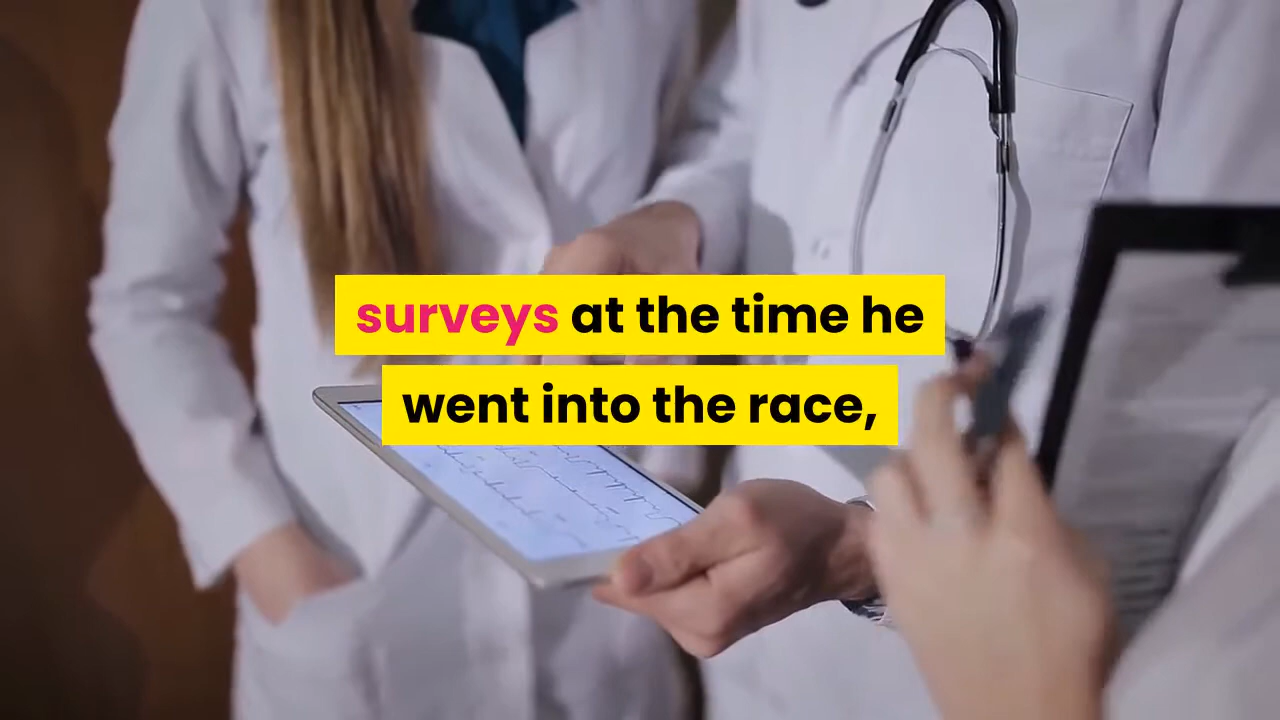 surveys at the time he
went into the race,